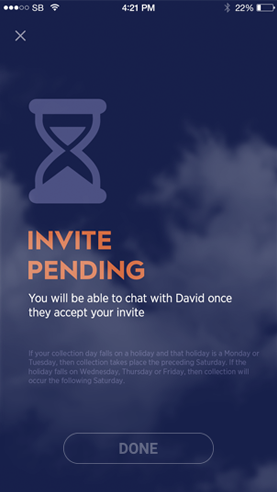 SB 4:21 PM 22%
INVITE
PENDING
You will be able to chat with David once
they accept your invite
If your collection day falls on a holiday and that holiday is a Monday or
Tuesday, then collection takes place the preceding Saturday. If the
holiday falls on Wednesday, Thursday or Friday, then collection will
occur the following Saturday.
DONE